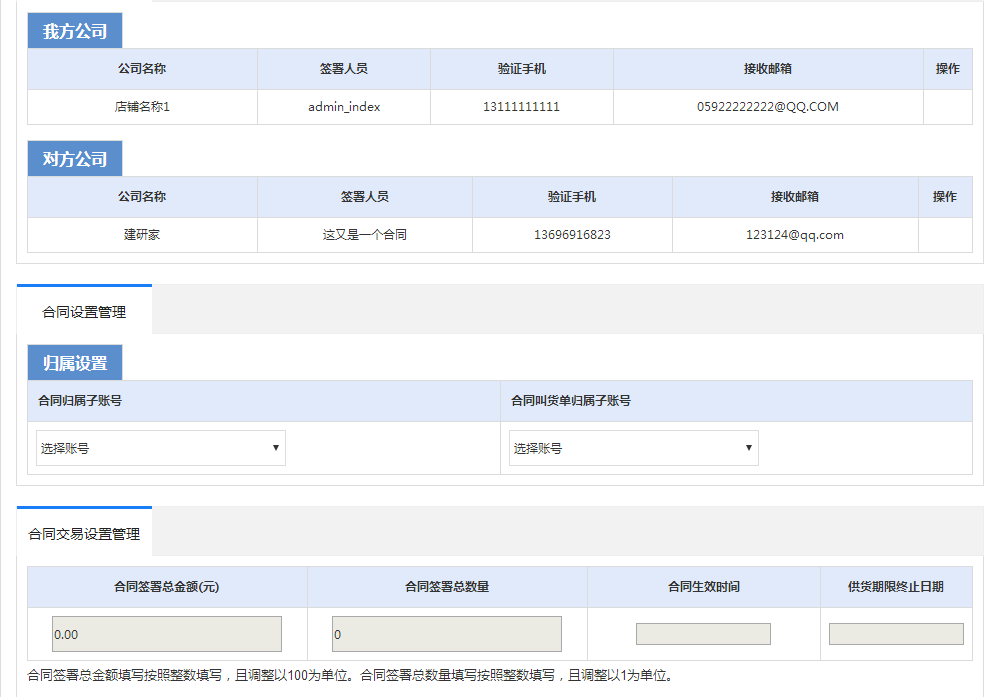 我方公司
公司名称 签署人员 验证手机 接收邮箱 操作
店铺名称1 admin_index 13111111111 05922222222@QQ.COM
对方公司
公司名称 签署人员 验证手机 接收邮箱 操作
建研家 这又是一个合同 13696916823 123124@qq.com
合同设置管理
归属设置
合同归属子账号 合同叫货单归属子账号
选择账号 选择账号
合同交易设置管理
合同签署总金额(元) 合同签署总数量 合同生效时间 供货期限终止日期
0.00 0
合同签署总金额填写按照整数填写，且调整以100为单位。合同签署总数量填写按照整数填写，且调整以1为单位。